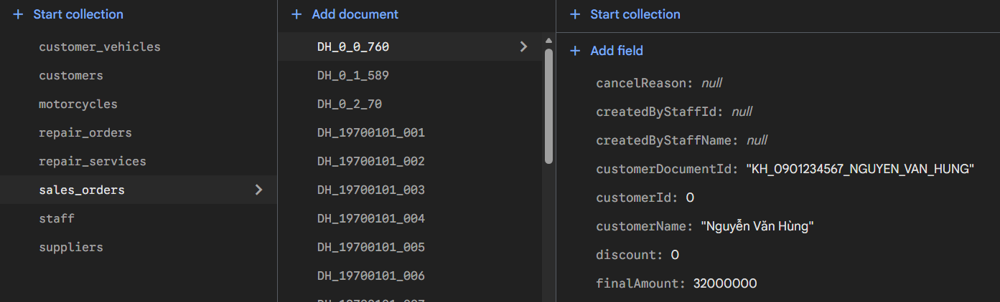 + Start collection
customer_vehicles
customers
motorcycles
repair_orders
repair_services
sales_orders
staff
suppliers
+ Add document
DH_0_0_760
DH_0_1_589
DH_0_2_70
DH_19700101_001
DH_19700101_002
DH_19700101_003
DH_19700101_004
DH_19700101_005
DH_19700101_006
+ Start collection
+ Add field
cancelReason: null
createdByStaffId: null
createdByStaffName: null
customerDocumentId: "KH_0901234567_NGUYEN_VAN_HUNG"
customerId: 0
customerName: "Nguyễn Văn Hùng"
discount: 0
finalAmount: 32000000